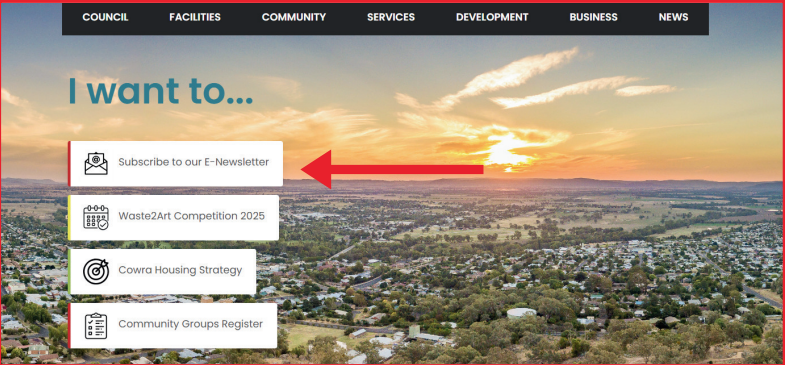 COUNCIL FACILITIES COMMUNITY SERVICES DEVELOPMENT BUSINESS NEWS
I want to...
Subscribe to our E-Newsletter
Waste2Art Competition 2025
Cowra Housing Strategy
Community Groups Register